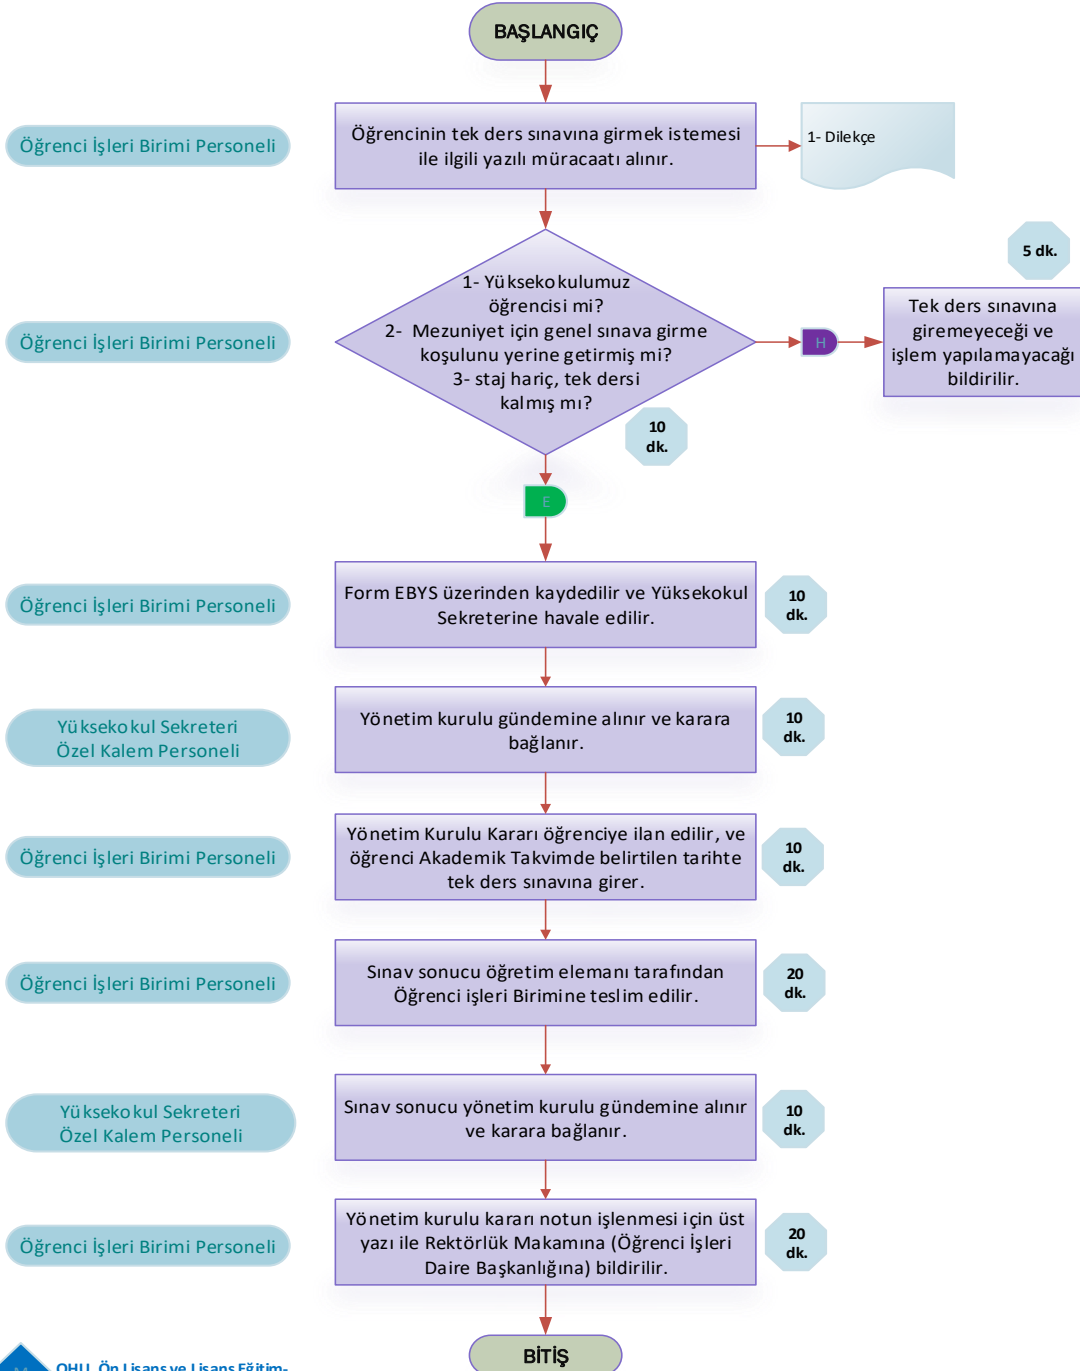 BAŞLANGIÇ
Öğrenci İşleri Birimi Personeli
Öğrencinin tek ders sınavına girmek istemesi
ile ilgili yazılı müracaatı alınır.
1- Dilekçe
5 dk.
Öğrenci İşleri Birimi Personeli
1- Yüksekokulumuz
öğrencisi mi?
2- Mezuniyet için genel sınava girme
koşulunu yerine getirmiş mi?
3- staj hariç, tek dersi
kalmış mı?
H
Tek ders sınavına
giremeyeceği ve
işlem yapılamayacağı
bildirilir.
10
dk.
E
Öğrenci İşleri Birimi Personeli
Form EBYS üzerinden kaydedilir ve Yüksekokul
Sekreterine havale edilir.
10
dk.
Yüksekokul Sekreteri
Özel Kalem Personeli
Yönetim kurulu gündemine alınır ve karara
bağlanır.
10
dk.
Öğrenci İşleri Birimi Personeli
Yönetim Kurulu Kararı öğrenciye ilan edilir, ve
öğrenci Akademik Takvimde belirtilen tarihte
tek ders sınavına girer.
10
dk.
Öğrenci İşleri Birimi Personeli
Sınav sonucu öğretim elemanı tarafından
Öğrenci işleri Birimine teslim edilir.
20
dk.
Yüksekokul Sekreteri
Özel Kalem Personeli
Sınav sonucu yönetim kurulu gündemine alınır
ve karara bağlanır.
10
dk.
Öğrenci İşleri Birimi Personeli
Yönetim kurulu kararı notun işlenmesi için üst
yazı ile Rektörlük Makamına (Öğrenci İşleri
Daire Başkanlığına) bildirilir.
20
dk.
BİTİŞ
Ön Lisans ve Lisans Eğitim-